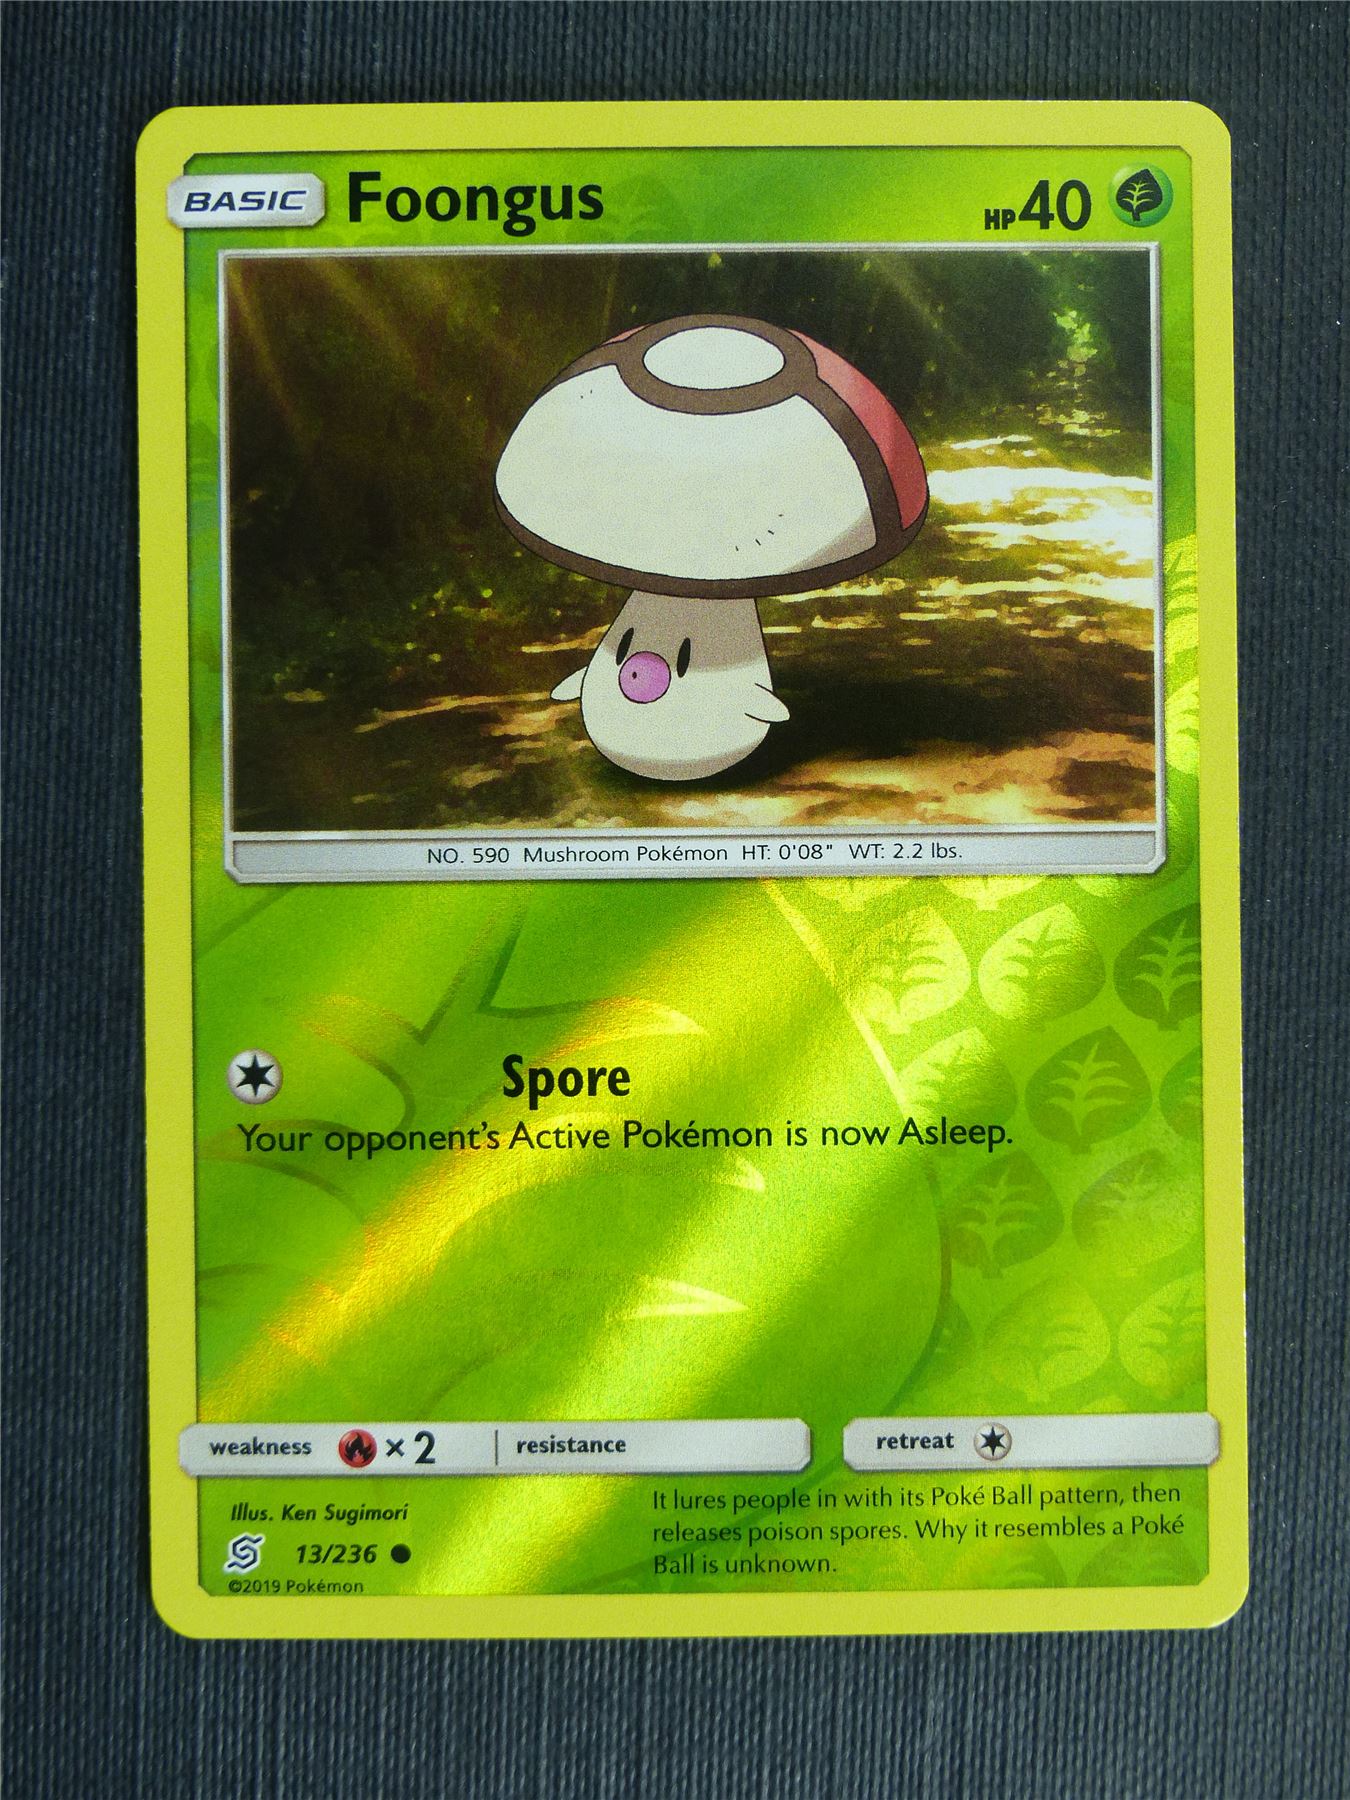 BASIC Foongus HP 40
NO. 590 Mushroom Pokémon HT: 0'08" WT: 2.2 lbs.
Spore
Your opponent's Active Pokémon is now Asleep.
weakness × 2 resistance retreat
Illus. Ken Sugimori
13/236
©2019 Pokémon
It lures people in with its Poké Ball pattern, then
releases poison spores. Why it resembles a Poké
Ball is unknown.